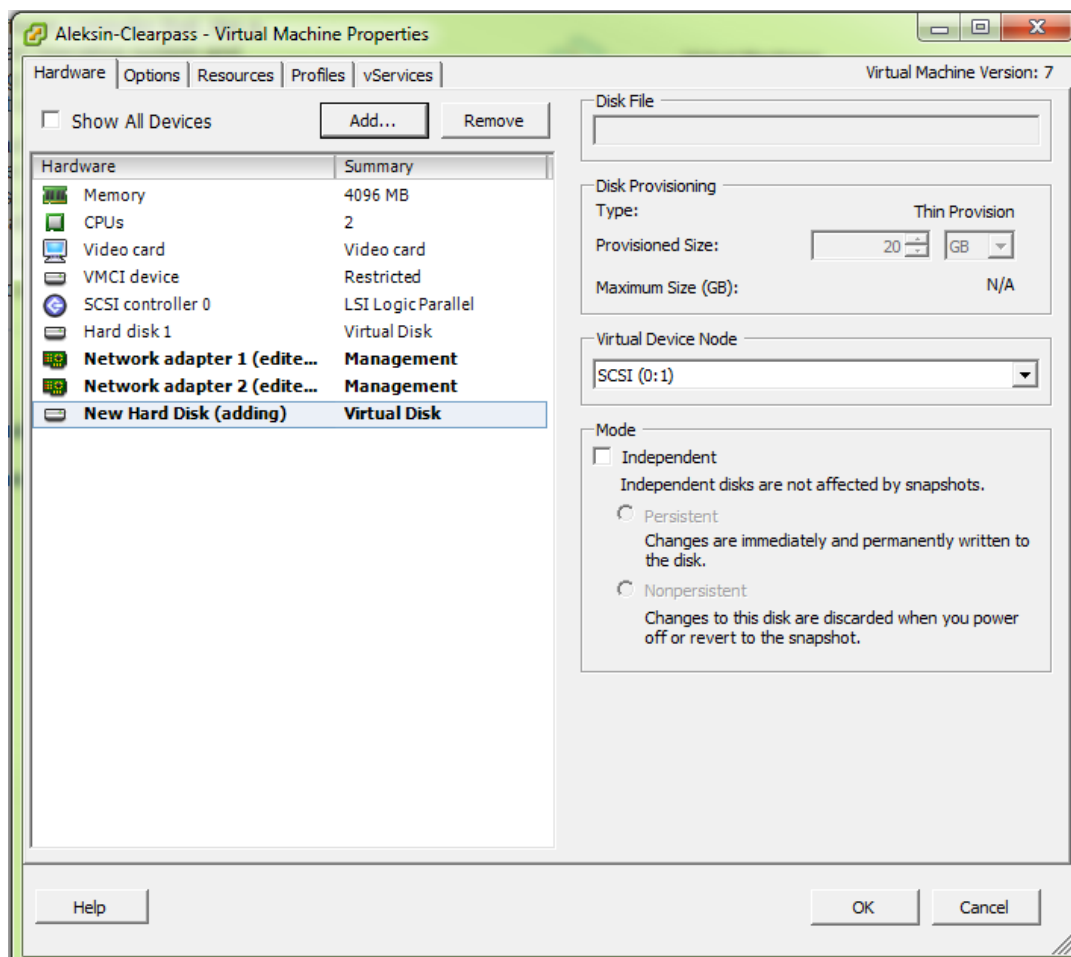 Aleksin-Clearpass - Virtual Machine Properties
Hardware Options Resources Profiles vServices Virtual Machine Version: 7
Show All Devices Add... Remove
Hardware Summary
Memory 4096 MB
CPUs 2
Video card Video card
VMCI device Restricted
SCSI controller 0 LSI Logic Parallel
Hard disk 1 Virtual Disk
Network adapter 1 (edite... Management
Network adapter 2 (edite... Management
New Hard Disk (adding) Virtual Disk
Disk File
Disk Provisioning
Type: Thin Provision
Provisioned Size: 20 GB
Maximum Size (GB): N/A
Virtual Device Node
SCSI (0:1)
Mode
Independent
Independent disks are not affected by snapshots.
Persistent
Changes are immediately and permanently written to
the disk.
Nonpersistent
Changes to this disk are discarded when you power
off or revert to the snapshot.
Help OK Cancel